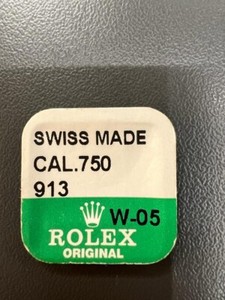 SWISS MADE
CAL.750
913
W-05
ROLEX
ORIGINAL